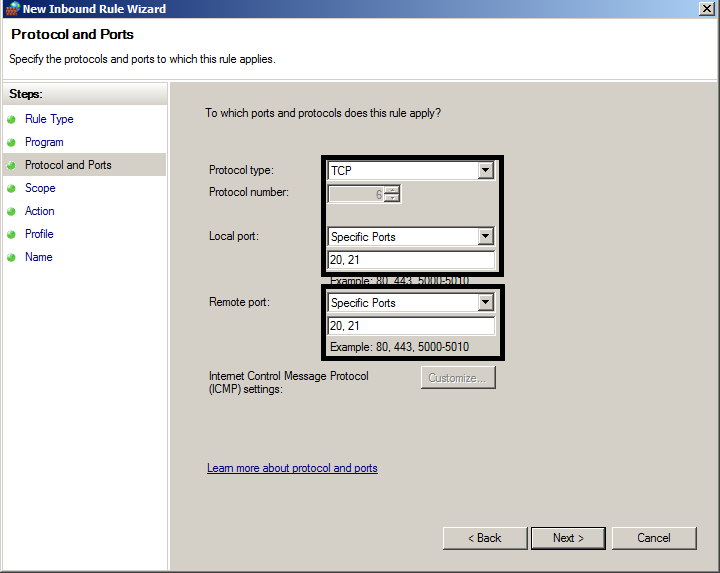 New Inbound Rule Wizard
Protocol and Ports
Specify the protocols and ports to which this rule applies.
Steps:
Rule Type
Program
Protocol and Ports
Scope
Action
Profile
Name
To which ports and protocols does this rule apply?
Protocol type: TCP
Protocol number: 6
Local port: Specific Ports
20, 21
Example: 80, 443, 5000-5010
Remote port: Specific Ports
20, 21
Example: 80, 443, 5000-5010
Internet Control Message Protocol
(ICMP) settings:
Customize...
Learn more about protocol and ports
< Back Next > Cancel